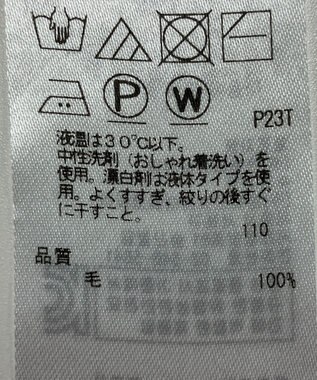 P W
P23T
液温は30℃以下。
中性洗剤（おしゃれ着洗い）を
使用。漂白剤は液体タイプを使
用。よくすすぎ、絞りの後すぐ
に干すこと。
110
品質
毛 100%